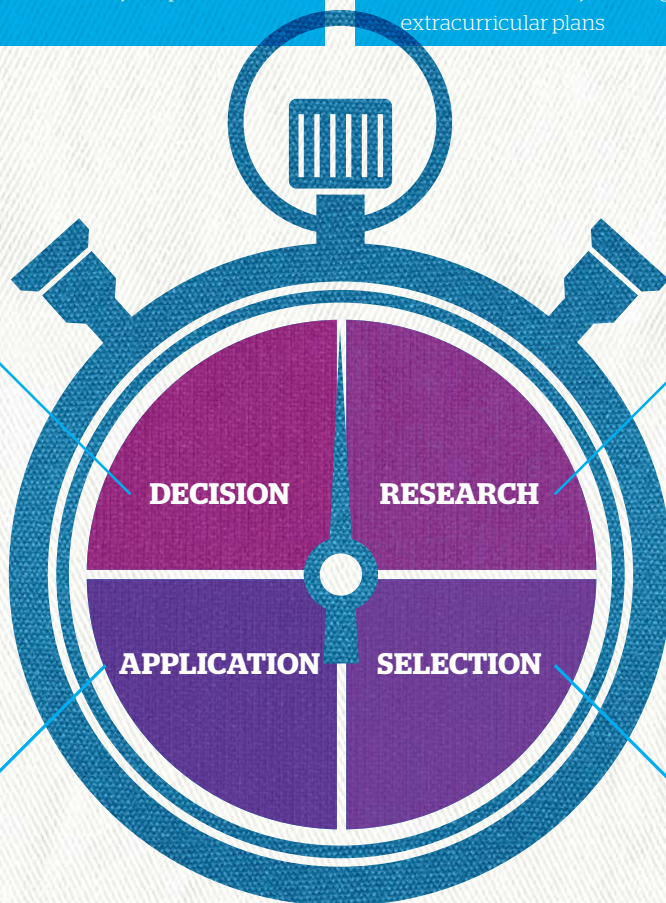 extracurricular plans
DECISION
RESEARCH
APPLICATION
SELECTION